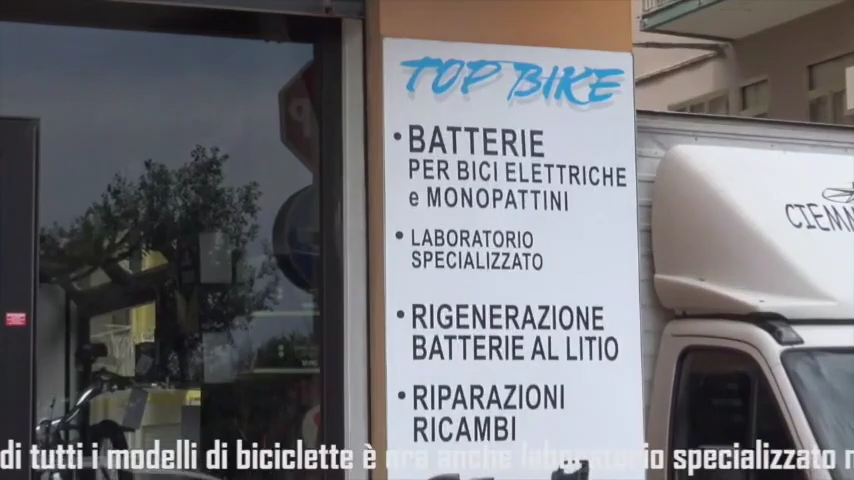 TOP BIKE
• BATTERIE
PER BICI ELETTRICHE
e MONOPATTINI
• LABORATORIO
SPECIALIZZATO
• RIGENERAZIONE
BATTERIE AL LITIO
• RIPARAZIONI
RICAMBI
di tutti i modelli di biciclette è ora anche laboratorio specializzato